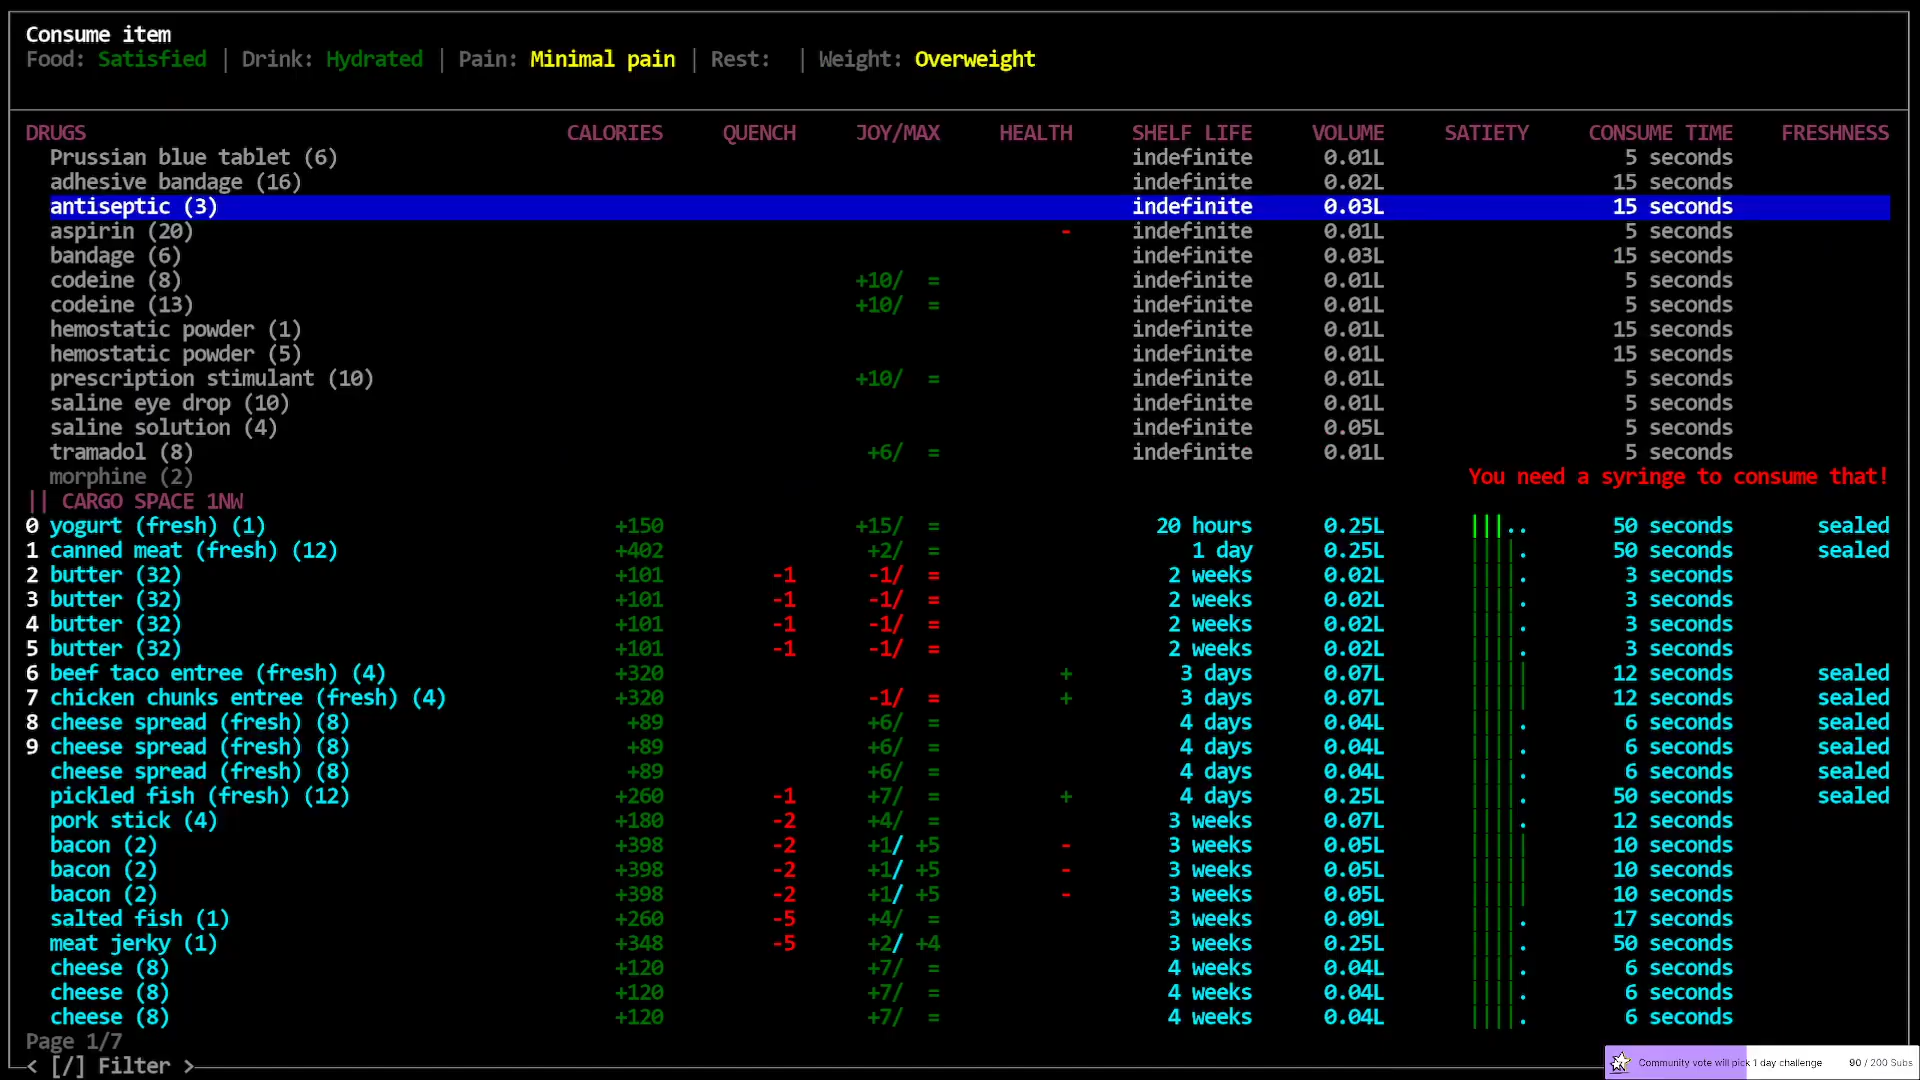 Consume item
Food: Satisfied | Drink: Hydrated | Pain: Minimal pain | Rest: | Weight: Overweight
DRUGS CALORIES QUENCH JOY/MAX HEALTH SHELF LIFE VOLUME SATIETY CONSUME TIME FRESHNESS
Prussian blue tablet (6) indefinite 0.01L 5 seconds
adhesive bandage (16) indefinite 0.02L 15 seconds
antiseptic (3) indefinite 0.03L 15 seconds
aspirin (20) - indefinite 0.01L 5 seconds
bandage (6) indefinite 0.03L 15 seconds
codeine (8) +10/ = indefinite 0.01L 5 seconds
codeine (13) +10/ = indefinite 0.01L 5 seconds
hemostatic powder (1) indefinite 0.01L 15 seconds
hemostatic powder (5) indefinite 0.01L 15 seconds
prescription stimulant (10) +10/ = indefinite 0.01L 5 seconds
saline eye drop (10) indefinite 0.01L 5 seconds
saline solution (4) indefinite 0.05L 5 seconds
tramadol (8) +6/ = indefinite 0.01L 5 seconds
morphine (2) You need a syringe to consume that!
|| CARGO SPACE 1NW
0 yogurt (fresh) (1) +150 +15/ = 20 hours 0.25L |||.. 50 seconds sealed
1 canned meat (fresh) (12) +402 +2/ = 1 day 0.25L ||||. 50 seconds sealed
2 butter (32) +101 -1 -1/ = 2 weeks 0.02L ||||. 3 seconds
3 butter (32) +101 -1 -1/ = 2 weeks 0.02L ||||. 3 seconds
4 butter (32) +101 -1 -1/ = 2 weeks 0.02L ||||. 3 seconds
5 butter (32) +101 -1 -1/ = 2 weeks 0.02L ||||. 3 seconds
6 beef taco entree (fresh) (4) +320 + 3 days 0.07L ||||| 12 seconds sealed
7 chicken chunks entree (fresh) (4) +320 -1/ = + 3 days 0.07L ||||| 12 seconds sealed
8 cheese spread (fresh) (8) +89 +6/ = 4 days 0.04L ||||. 6 seconds sealed
9 cheese spread (fresh) (8) +89 +6/ = 4 days 0.04L ||||. 6 seconds sealed
cheese spread (fresh) (8) +89 +6/ = 4 days 0.04L ||||. 6 seconds sealed
pickled fish (fresh) (12) +260 -1 +7/ = + 4 days 0.25L ||||. 50 seconds sealed
pork stick (4) +180 -2 +4/ = 3 weeks 0.07L ||||. 12 seconds
bacon (2) +398 -2 +1/ +5 - 3 weeks 0.05L ||||| 10 seconds
bacon (2) +398 -2 +1/ +5 - 3 weeks 0.05L ||||| 10 seconds
bacon (2) +398 -2 +1/ +5 - 3 weeks 0.05L ||||| 10 seconds
salted fish (1) +260 -5 +4/ = 3 weeks 0.09L ||||. 17 seconds
meat jerky (1) +348 -5 +2/ +4 3 weeks 0.25L ||||. 50 seconds
cheese (8) +120 +7/ = 4 weeks 0.04L ||||. 6 seconds
cheese (8) +120 +7/ = 4 weeks 0.04L ||||. 6 seconds
cheese (8) +120 +7/ = 4 weeks 0.04L ||||. 6 seconds
Page 1/7
< [/] Filter >
Community vote will pick 1 day challenge 90 / 200 Subs